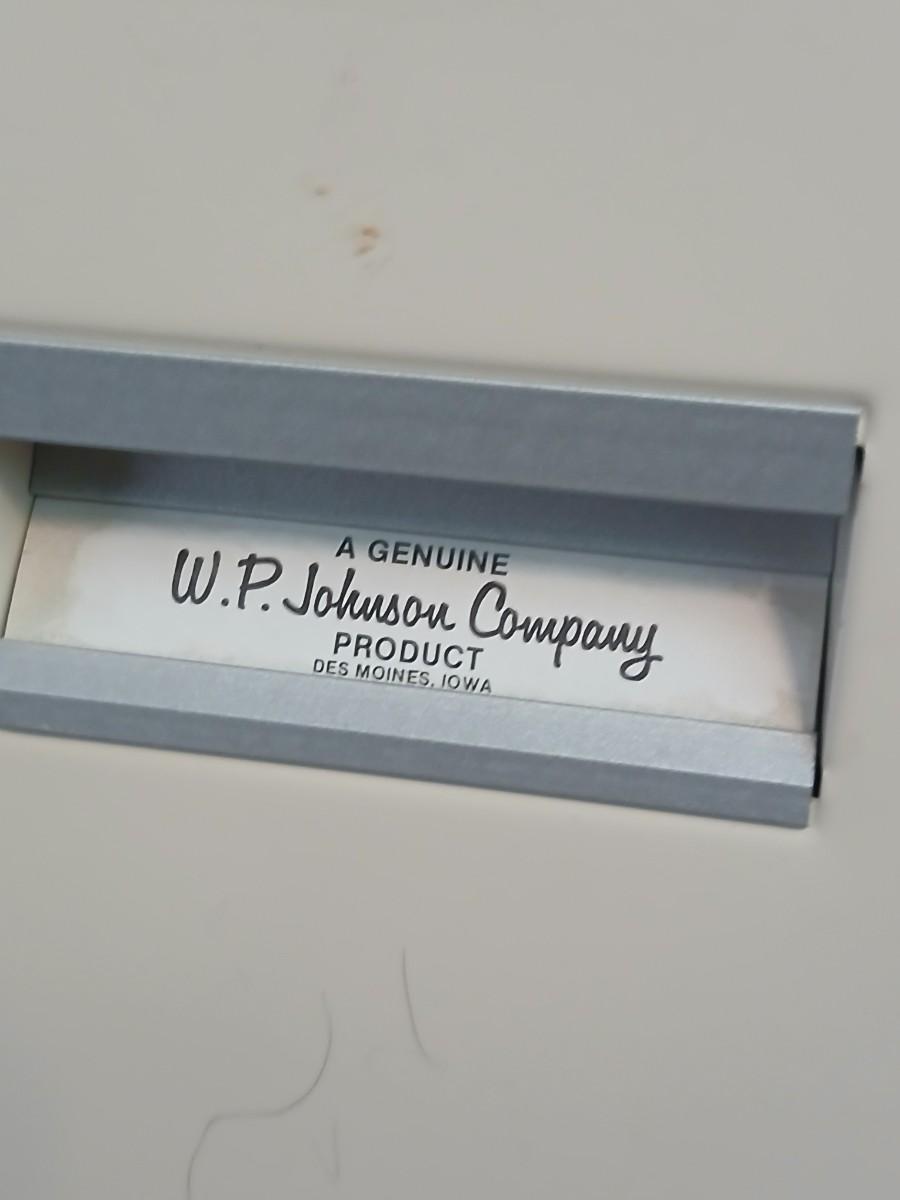 A GENUINE
W.P. Johnson Company
PRODUCT
DES MOINES, IOWA